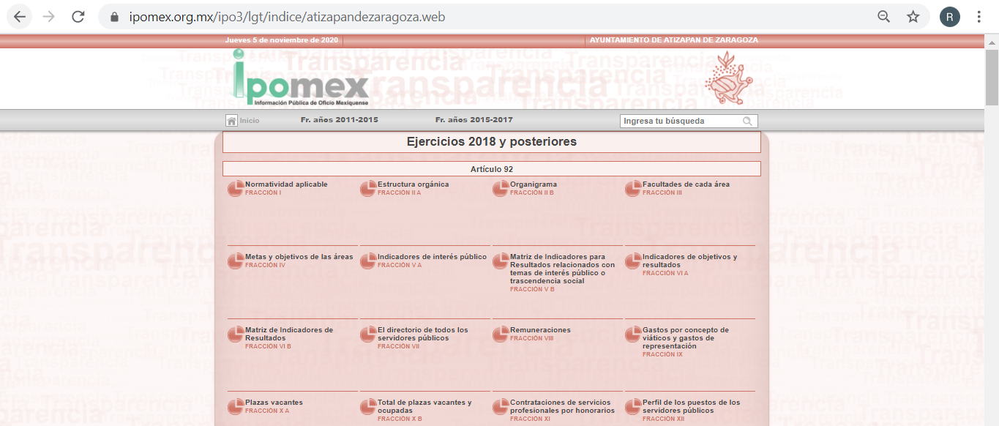 ipomex.org.mx/ipo3/lgt/indice/atizapandezaragoza.web
R
Jueves 5 de noviembre de 2020
AYUNTAMIENTO DE ATIZAPAN DE ZARAGOZA
ipomex
Información Pública de Oficio Mexiquense
Transparencia
Inicio
Fr. años 2011-2015
Fr. años 2015-2017
Ingresa tu búsqueda
Ejercicios 2018 y posteriores
Artículo 92
Normatividad aplicable
FRACCIÓN I
Estructura orgánica
FRACCIÓN II A
Organigrama
FRACCIÓN II B
Facultades de cada área
FRACCIÓN III
Metas y objetivos de las áreas
FRACCIÓN IV
Indicadores de interés público
FRACCIÓN V A
Matriz de Indicadores para
Resultados relacionados con
temas de interés público o
trascendencia social
FRACCIÓN V B
Indicadores de objetivos y
resultados
FRACCIÓN VI A
Matriz de Indicadores de
Resultados
FRACCIÓN VI B
El directorio de todos los
servidores públicos
FRACCIÓN VII
Remuneraciones
FRACCIÓN VIII
Gastos por concepto de
viáticos y gastos de
representación
FRACCIÓN IX
Plazas vacantes
FRACCIÓN X A
Total de plazas vacantes y
ocupadas
FRACCIÓN X B
Contrataciones de servicios
profesionales por honorarios
FRACCIÓN XI
Perfil de los puestos de los
servidores públicos
FRACCIÓN XII